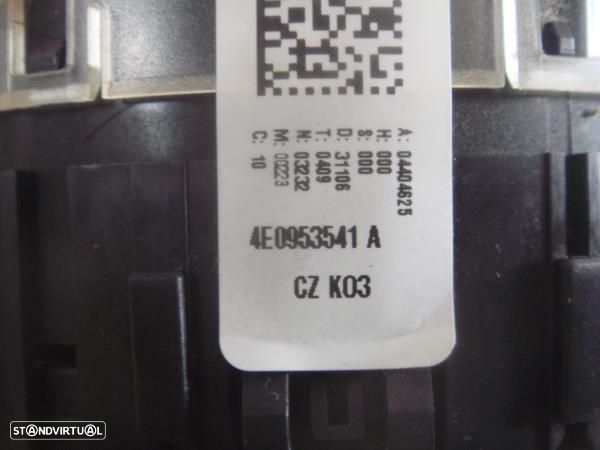 A: 04404625
H: 000
S: 000
D: 31106
T: 0409
N: 03232
M: 00223
C: 10
4E0953541 A
CZ K03
STANDVIRTUAL